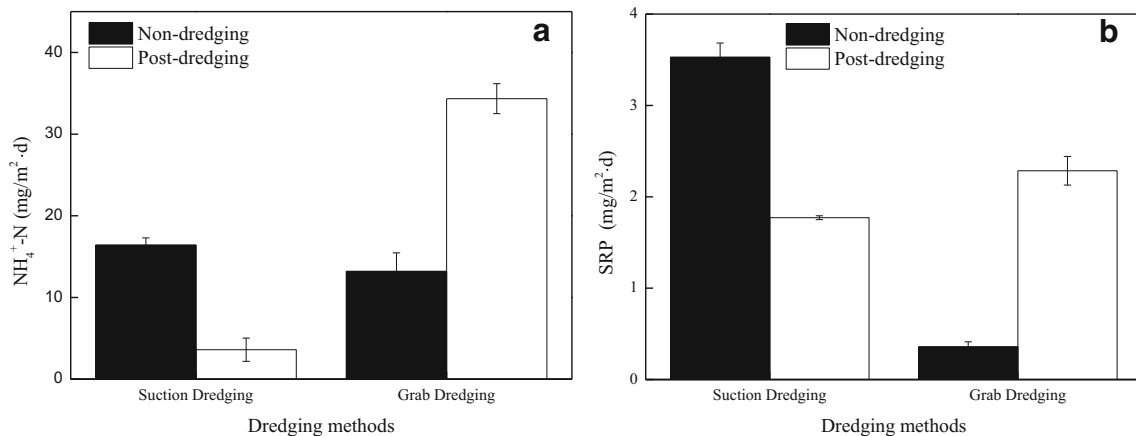 a
Non-dredging
Post-dredging
40
30
20
10
0
NH₄⁺-N (mg/m²·d)
Suction Dredging
Grab Dredging
Dredging methods
b
Non-dredging
Post-dredging
4
3
2
1
0
SRP (mg/m²·d)
Suction Dredging
Grab Dredging
Dredging methods